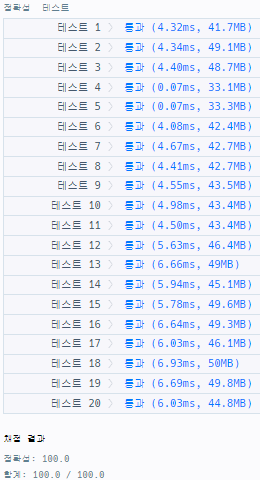 정확성 테스트
테스트 1 〉 통과 (4.32ms, 41.7MB)
테스트 2 〉 통과 (4.34ms, 49.1MB)
테스트 3 〉 통과 (4.40ms, 48.7MB)
테스트 4 〉 통과 (0.07ms, 33.1MB)
테스트 5 〉 통과 (0.07ms, 33.3MB)
테스트 6 〉 통과 (4.08ms, 42.4MB)
테스트 7 〉 통과 (4.67ms, 42.7MB)
테스트 8 〉 통과 (4.41ms, 42.7MB)
테스트 9 〉 통과 (4.55ms, 43.5MB)
테스트 10 〉 통과 (4.98ms, 43.4MB)
테스트 11 〉 통과 (4.50ms, 43.4MB)
테스트 12 〉 통과 (5.63ms, 46.4MB)
테스트 13 〉 통과 (6.66ms, 49MB)
테스트 14 〉 통과 (5.94ms, 45.1MB)
테스트 15 〉 통과 (5.78ms, 49.6MB)
테스트 16 〉 통과 (6.64ms, 49.3MB)
테스트 17 〉 통과 (6.03ms, 46.1MB)
테스트 18 〉 통과 (6.93ms, 50MB)
테스트 19 〉 통과 (6.69ms, 49.8MB)
테스트 20 〉 통과 (6.03ms, 44.8MB)
채점 결과
정확성: 100.0
합계: 100.0 / 100.0